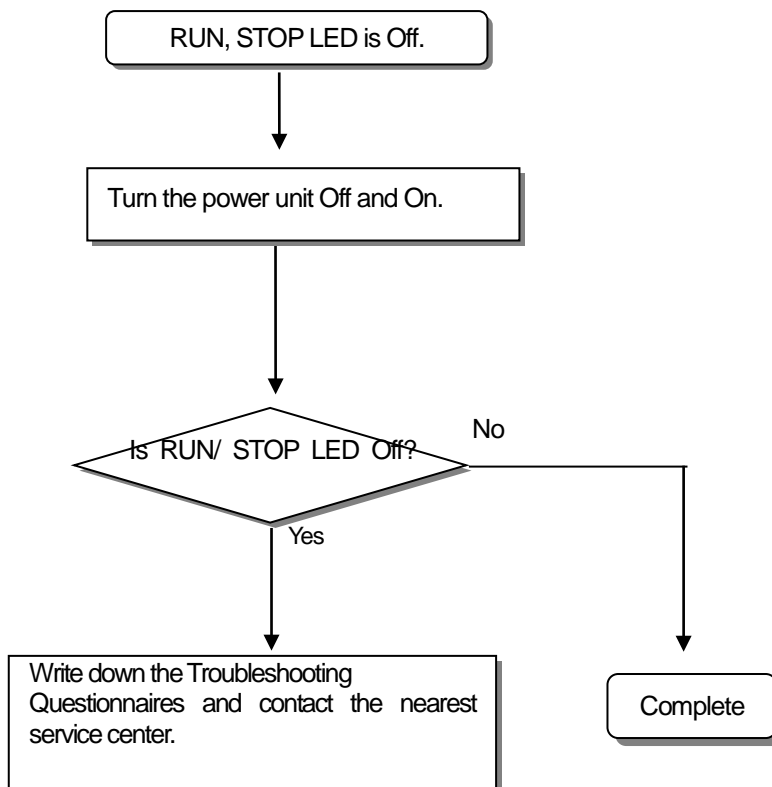 RUN, STOP LED is Off.
Turn the power unit Off and On.
Is RUN/ STOP LED Off?
No
Yes
Write down the Troubleshooting
Questionnaires and contact the nearest
service center.
Complete